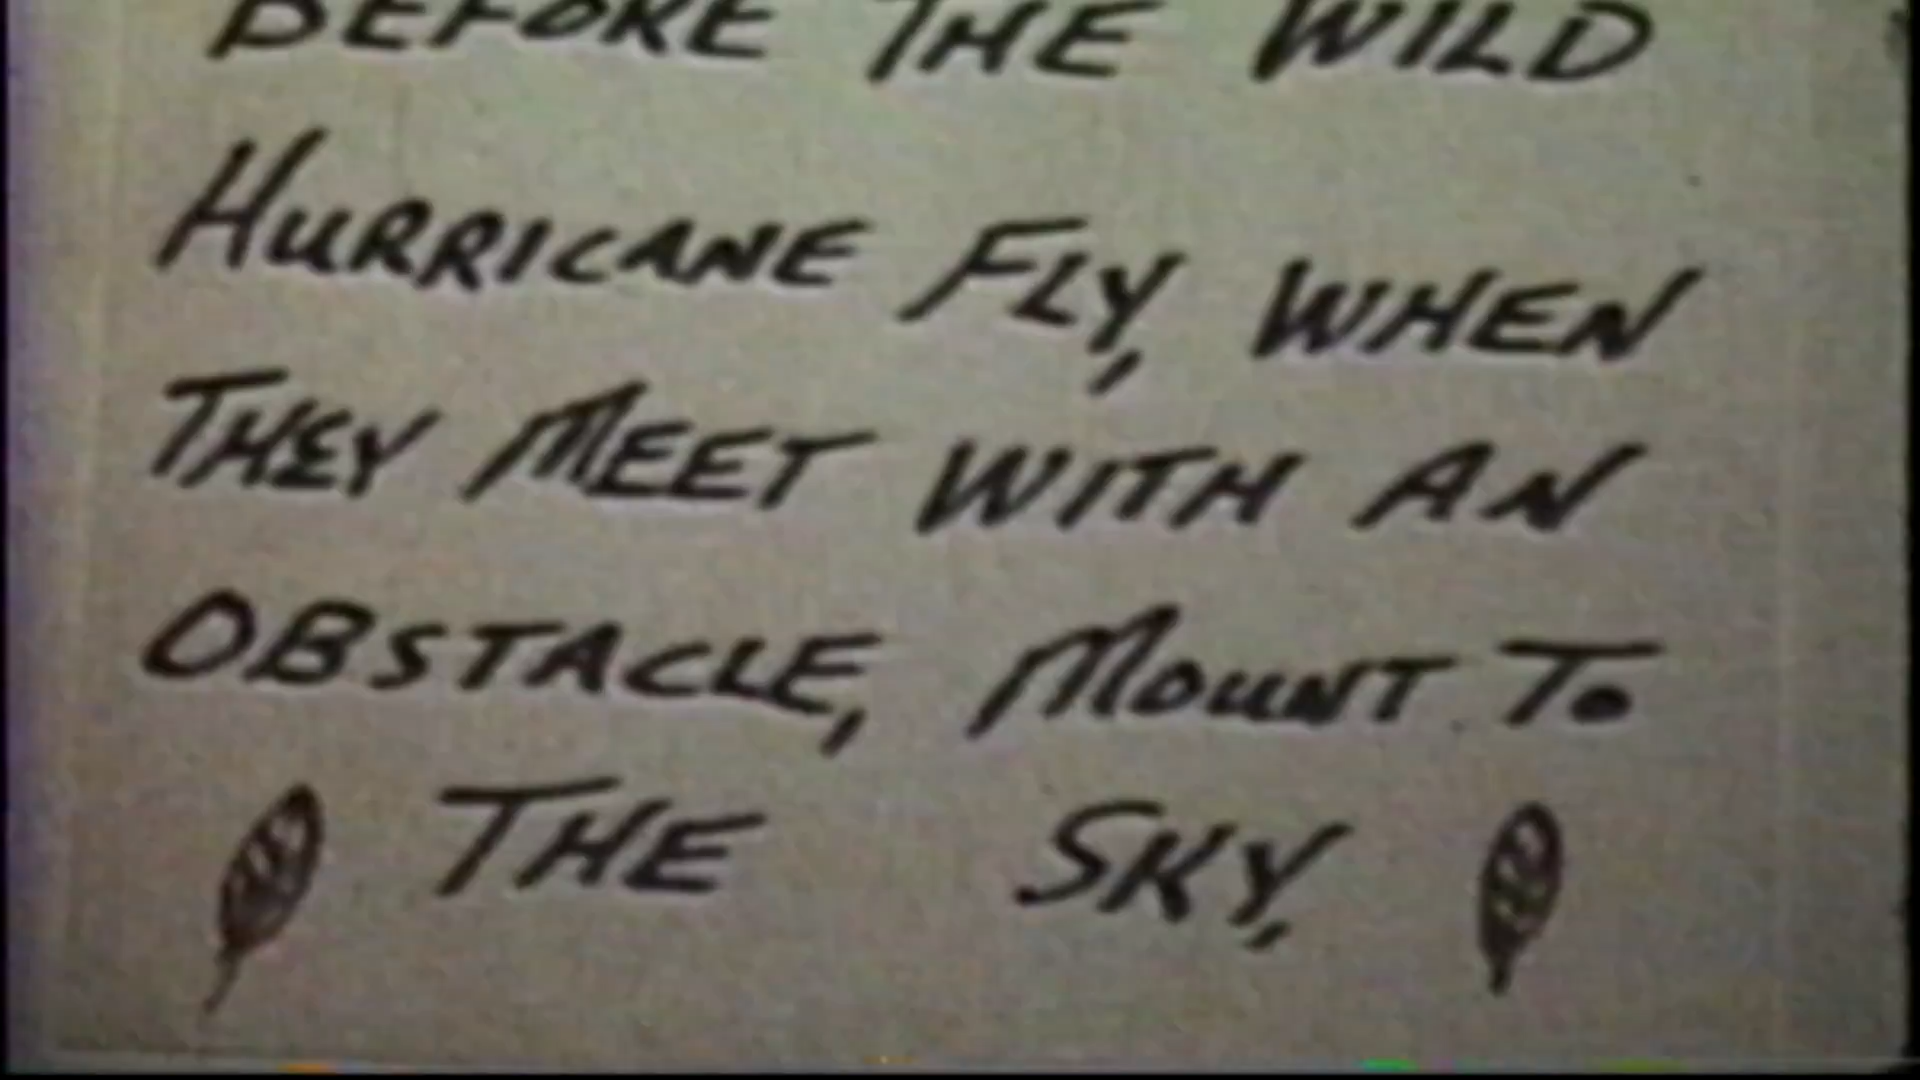 BEFORE THE WILD
HURRICANE FLY, WHEN
THEY MEET WITH AN
OBSTACLE, MOUNT TO
THE SKY,